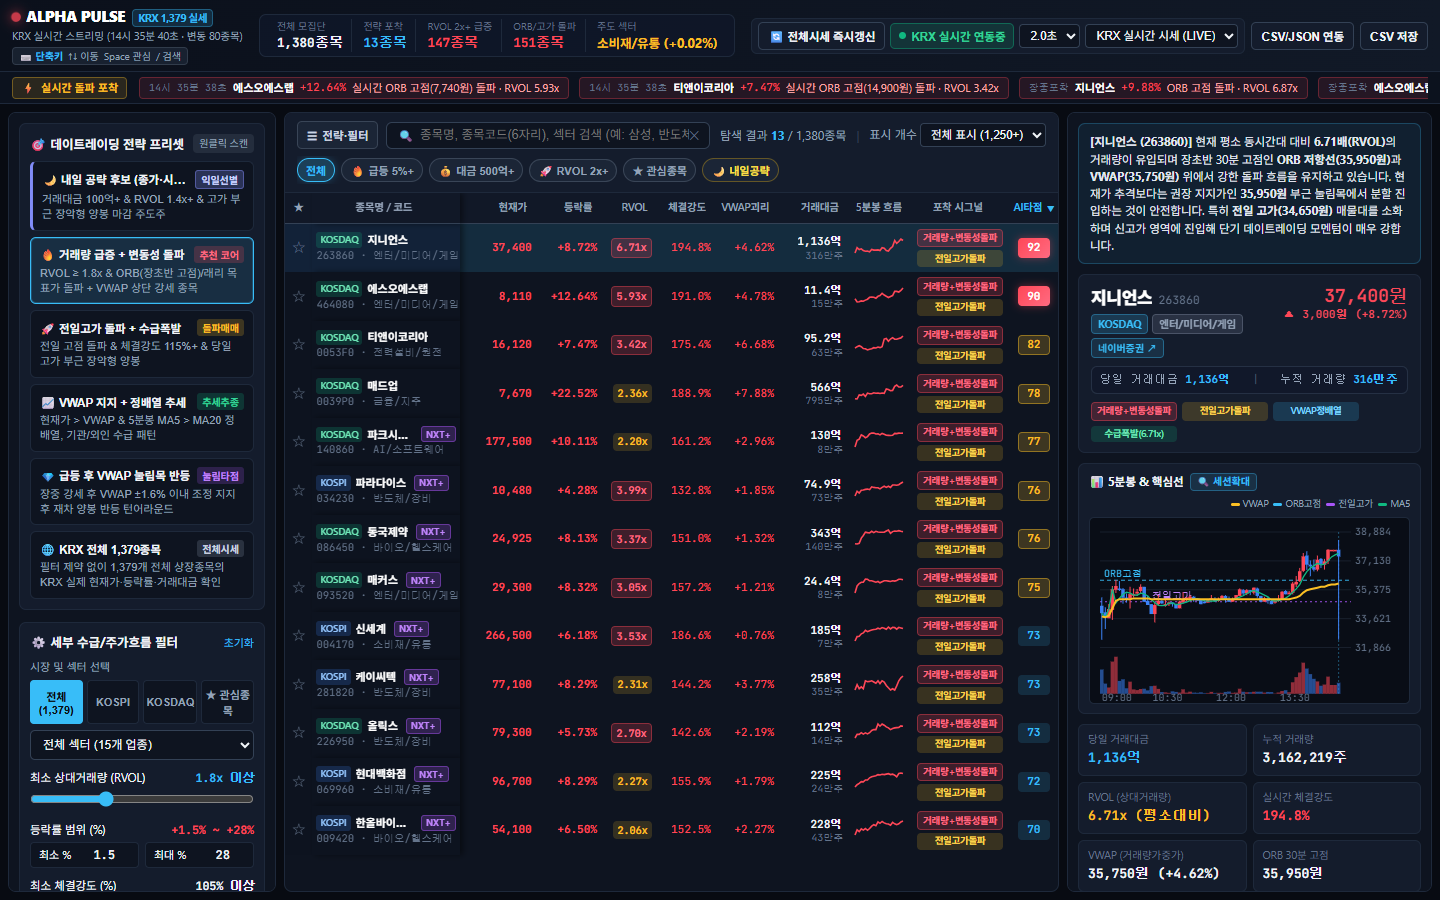 ALPHA PULSE KRX 1,379 실세
KRX 실시간 스트리밍 (14시 35분 40초 · 변동 80종목)
단축키 ↑↓ 이동 Space 관심 / 검색
전체 모집단
1,380종목
전략 포착
13종목
RVOL 2x+ 급증
147종목
ORB/고가 돌파
151종목
주도 섹터
소비재/유통 (+0.02%)
전체시세 즉시갱신
KRX 실시간 연동중
2.0초
KRX 실시간 시세 (LIVE)
CSV/JSON 연동
CSV 저장
실시간 돌파 포착
14시 35분 38초 에스오에스랩 +12.64% 실시간 ORB 고점(7,740원) 돌파 · RVOL 5.93x
14시 35분 38초 티앤이코리아 +7.47% 실시간 ORB 고점(14,900원) 돌파 · RVOL 3.42x
장중포착 지니언스 +9.88% ORB 고점 돌파 · RVOL 6.87x
장중포착 에스오에스랩
데이트레이딩 전략 프리셋 원클릭 스캔
내일 공략 후보 (종가·시... 익일선별
거래대금 100억+ & RVOL 1.4x+ & 고가 부
근 장악형 양봉 마감 주도주
거래량 급증 + 변동성 돌파 추천 코어
RVOL ≥ 1.8x & ORB(장초반 고점)/래리 목
표가 돌파 + VWAP 상단 강세 종목
전일고가 돌파 + 수급폭발 돌파매매
전일 고점 돌파 & 체결강도 115%+ & 당일
고가 부근 장악형 양봉
VWAP 지지 + 정배열 추세 추세추종
현재가 > VWAP & 5분봉 MA5 > MA20 정
배열, 기관/외인 수급 패턴
급등 후 VWAP 눌림목 반등 눌림타점
장중 강세 후 VWAP ±1.6% 이내 조정 지지
후 재차 양봉 반등 턴어라운드
KRX 전체 1,379종목 전체시세
필터 제약 없이 1,379개 전체 상장종목의
KRX 실제 현재가·등락률·거래대금 확인
세부 수급/주가흐름 필터 초기화
시장 및 섹터 선택
전체 (1,379)
KOSPI
KOSDAQ
★ 관심종목
전체 섹터 (15개 업종)
최소 상대거래량 (RVOL) 1.8x 이상
등락률 범위 (%) +1.5% ~ +28%
최소 % 1.5 최대 % 28
최소 체결강도 (%) 105% 이상
☰ 전략·필터
종목명, 종목코드(6자리), 섹터 검색 (예: 삼성, 반도체
탐색 결과 13 / 1,380종목
표시 개수 전체 표시 (1,250+)
전체
급등 5%+
대금 500억+
RVOL 2x+
★ 관심종목
내일공략
★ 종목명 / 코드 현재가 등락률 RVOL 체결강도 VWAP괴리 거래대금 5분봉 흐름 포착 시그널 AI타점 ▼
☆ KOSDAQ 지니언스 37,400 +8.72% 6.71x 194.8% +4.62% 1,136억 거래량+변동성돌파 92
263860 · 엔터/미디어/게임 316만주 전일고가돌파
☆ KOSDAQ 에스오에스랩 8,110 +12.64% 5.93x 191.0% +4.78% 11.4억 거래량+변동성돌파 90
464080 · 엔터/미디어/게임 15만주 전일고가돌파
☆ KOSDAQ 티앤이코리아 16,120 +7.47% 3.42x 175.4% +6.68% 95.2억 거래량+변동성돌파 82
0053F0 · 전력설비/원전 63만주 전일고가돌파
☆ KOSDAQ 매드업 7,670 +22.52% 2.36x 188.9% +7.88% 566억 거래량+변동성돌파 78
0039P0 · 금융/지주 795만주 전일고가돌파
☆ KOSDAQ 파크시... NXT+ 177,500 +10.11% 2.20x 161.2% +2.96% 130억 거래량+변동성돌파 77
140860 · AI/소프트웨어 8만주 전일고가돌파
☆ KOSPI 파라다이스 NXT+ 10,480 +4.28% 3.99x 132.8% +1.85% 74.9억 거래량+변동성돌파 76
034230 · 반도체/장비 73만주 전일고가돌파
☆ KOSDAQ 동국제약 NXT+ 24,925 +8.13% 3.37x 151.0% +1.32% 343억 거래량+변동성돌파 76
086450 · 바이오/헬스케어 140만주 전일고가돌파
☆ KOSDAQ 매커스 NXT+ 29,300 +8.32% 3.05x 157.2% +1.21% 24.4억 거래량+변동성돌파 75
093520 · 엔터/미디어/게임 8만주 전일고가돌파
☆ KOSPI 신세계 NXT+ 266,500 +6.18% 3.53x 186.6% +0.76% 185억 거래량+변동성돌파 73
004170 · 소비재/유통 7만주 전일고가돌파
☆ KOSPI 케이씨텍 NXT+ 77,100 +8.29% 2.31x 144.2% +3.77% 258억 거래량+변동성돌파 73
281820 · 반도체/장비 35만주 전일고가돌파
☆ KOSDAQ 올릭스 NXT+ 79,300 +5.73% 2.70x 142.6% +2.19% 112억 거래량+변동성돌파 73
226950 · 반도체/장비 14만주 전일고가돌파
☆ KOSPI 현대백화점 NXT+ 96,700 +8.29% 2.27x 155.9% +1.79% 225억 거래량+변동성돌파 72
069960 · 소비재/유통 24만주 전일고가돌파
☆ KOSPI 한올바이... NXT+ 54,100 +6.50% 2.06x 152.5% +2.27% 228억 거래량+변동성돌파 70
009420 · 바이오/헬스케어 43만주 전일고가돌파
[지니언스 (263860)] 현재 평소 동시간대 대비 6.71배(RVOL)의
거래량이 유입되며 장초반 30분 고점인 ORB 저항선(35,950원)과
VWAP(35,750원) 위에서 강한 돌파 흐름을 유지하고 있습니다. 현
재가 추격보다는 권장 지지가인 35,950원 부근 눌림목에서 분할 진
입하는 것이 안전합니다. 특히 전일 고가(34,650원) 매물대를 소화
하며 신고가 영역에 진입해 단기 데이트레이딩 모멘텀이 매우 강합
니다.
지니언스 263860 37,400원
▲ 3,000원 (+8.72%)
KOSDAQ 엔터/미디어/게임
네이버증권 ↗
당일 거래대금 1,136억 | 누적 거래량 316만주
거래량+변동성돌파 전일고가돌파 VWAP정배열
수급폭발(6.71x)
5분봉 & 핵심선 세션확대
VWAP ORB고점 전일고가 MA5
38,884
37,130
35,375
33,621
31,866
ORB고점
전일고가
09:00 10:30 12:00 13:30
당일 거래대금
1,136억
누적 거래량
3,162,219주
RVOL (상대거래량)
6.71x (평소대비)
실시간 체결강도
194.8%
VWAP (거래량가중가)
35,750원 (+4.62%)
ORB 30분 고점
35,950원